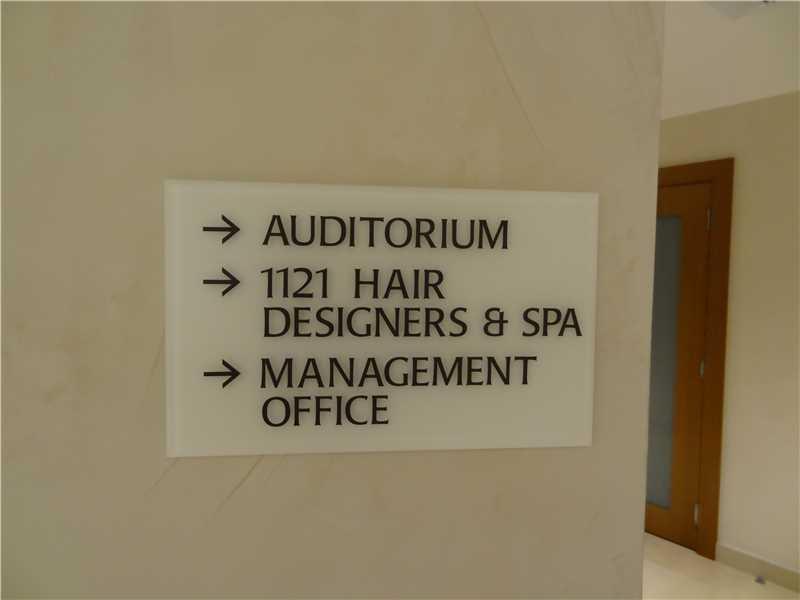 → AUDITORIUM
→ 1121 HAIR
DESIGNERS & SPA
→ MANAGEMENT
OFFICE